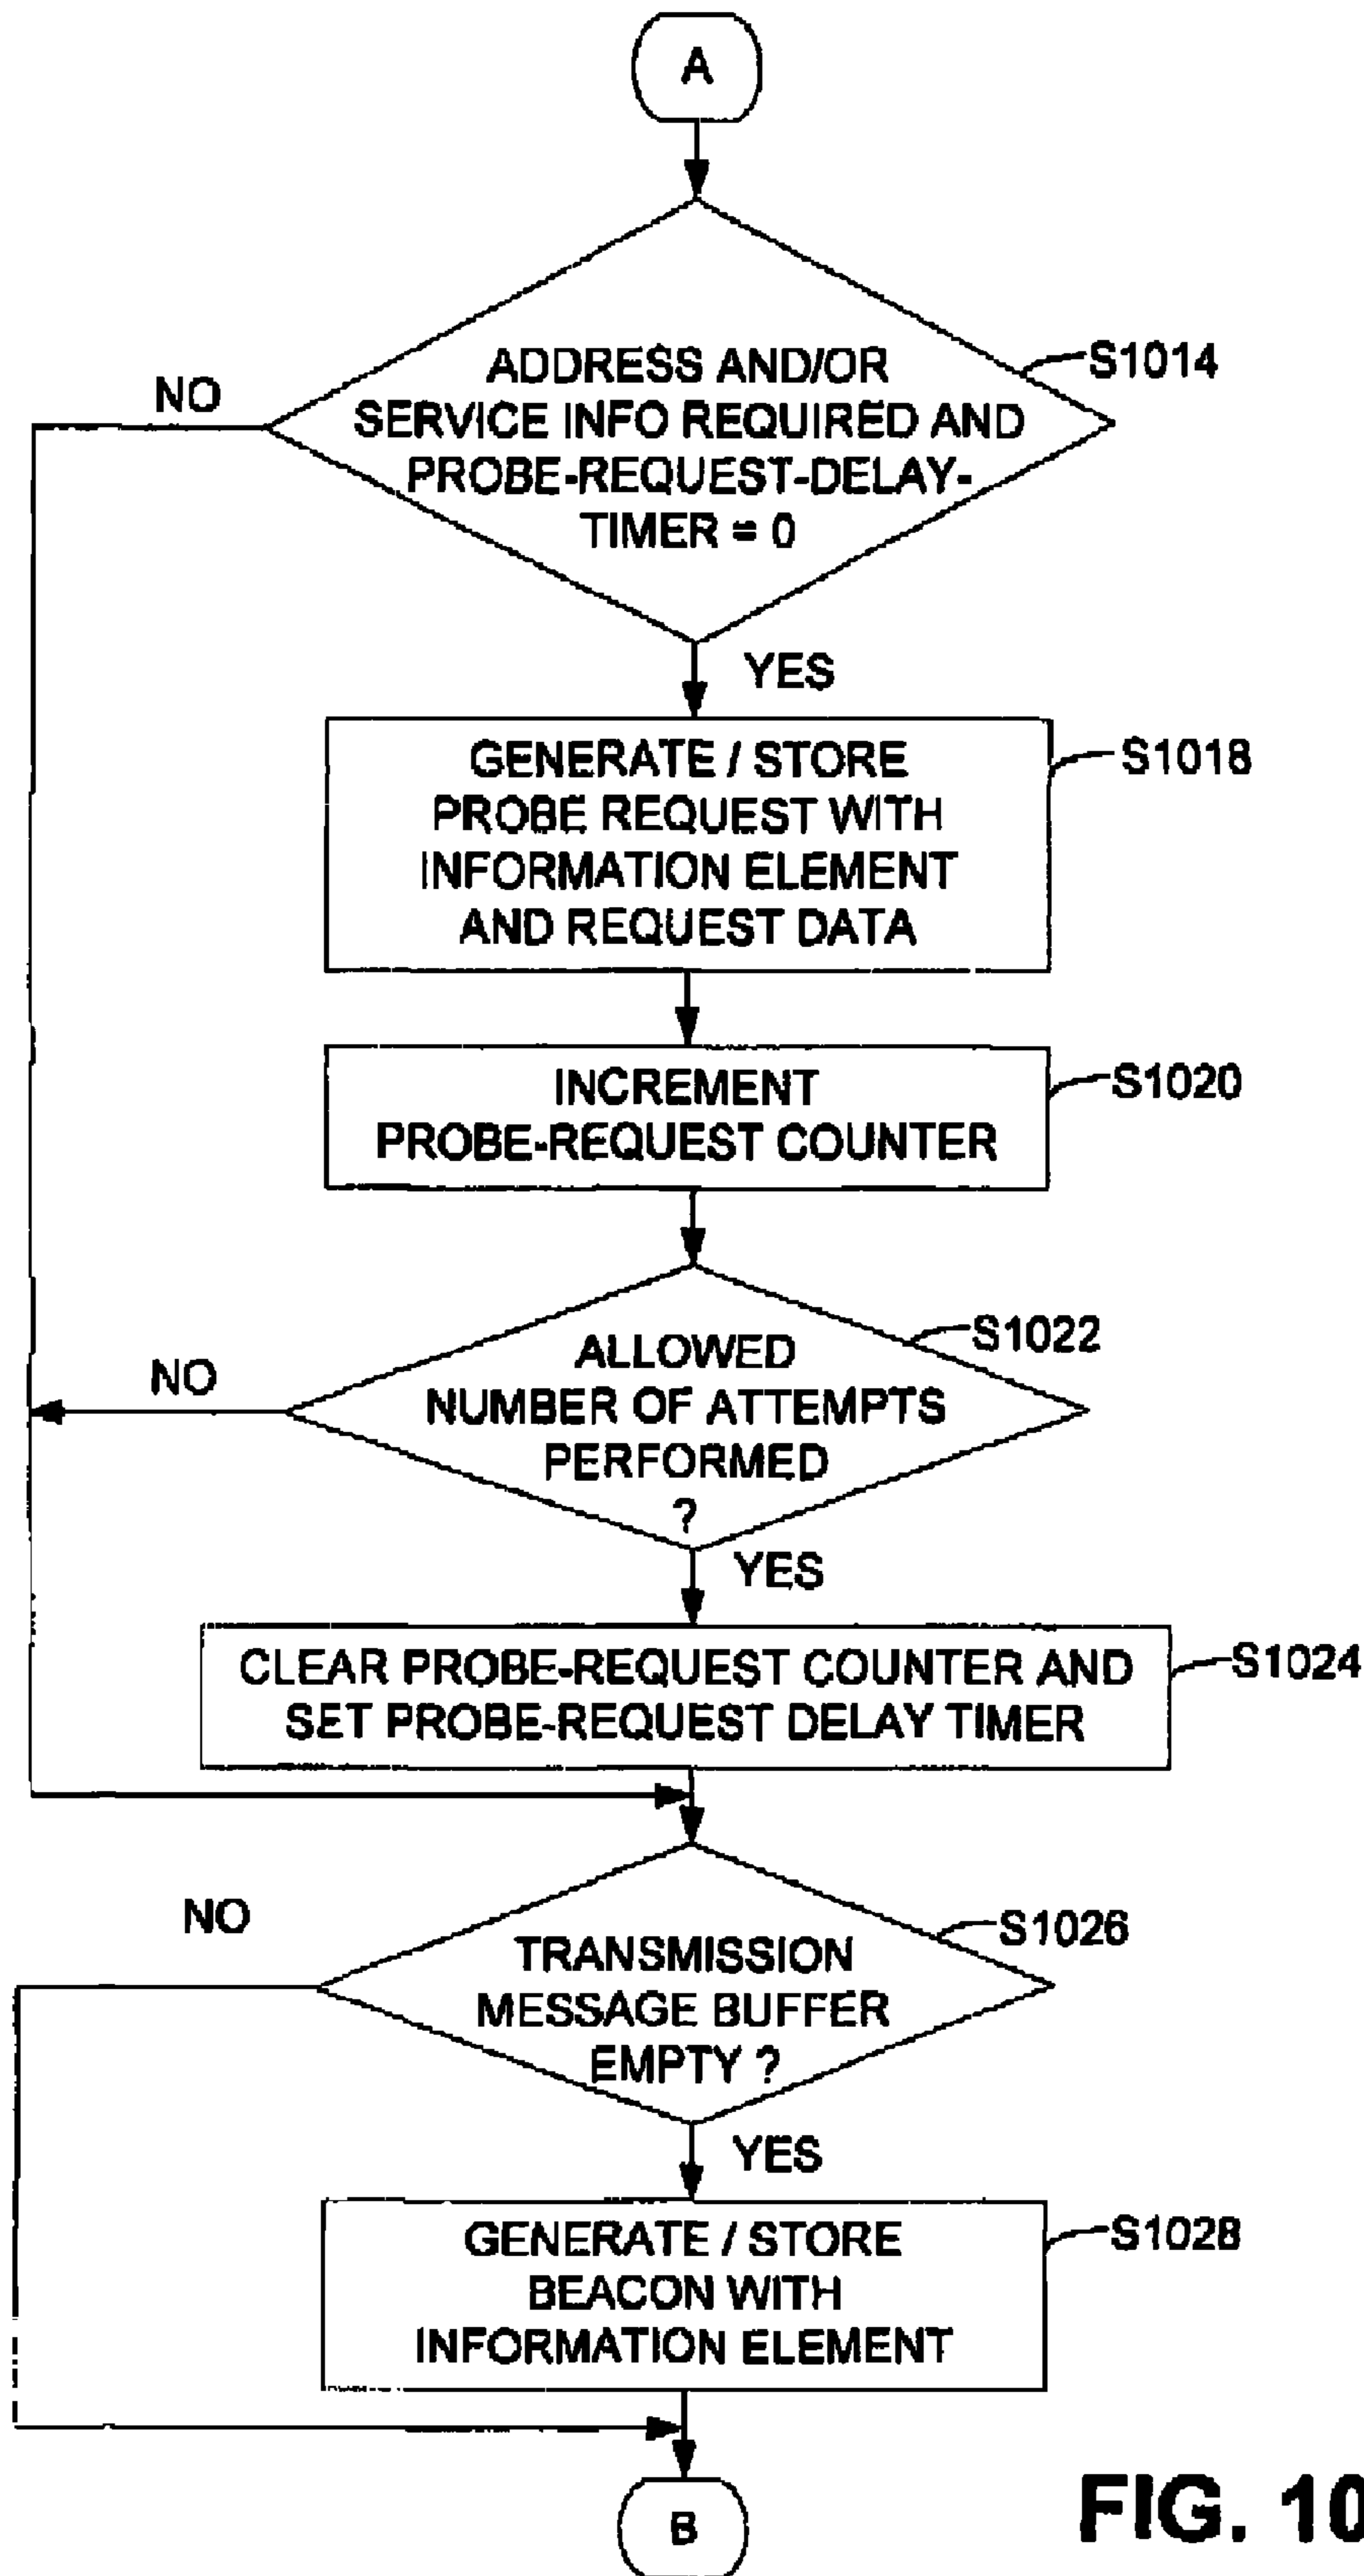 A
ADDRESS AND/OR
SERVICE INFO REQUIRED AND
PROBE-REQUEST-DELAY-
TIMER = 0
S1014
NO
YES
GENERATE / STORE
PROBE REQUEST WITH
INFORMATION ELEMENT
AND REQUEST DATA
S1018
INCREMENT
PROBE-REQUEST COUNTER
S1020
ALLOWED
NUMBER OF ATTEMPTS
PERFORMED
?
S1022
NO
YES
CLEAR PROBE-REQUEST COUNTER AND
SET PROBE-REQUEST DELAY TIMER
S1024
TRANSMISSION
MESSAGE BUFFER
EMPTY ?
S1026
NO
YES
GENERATE / STORE
BEACON WITH
INFORMATION ELEMENT
S1028
B
FIG. 10